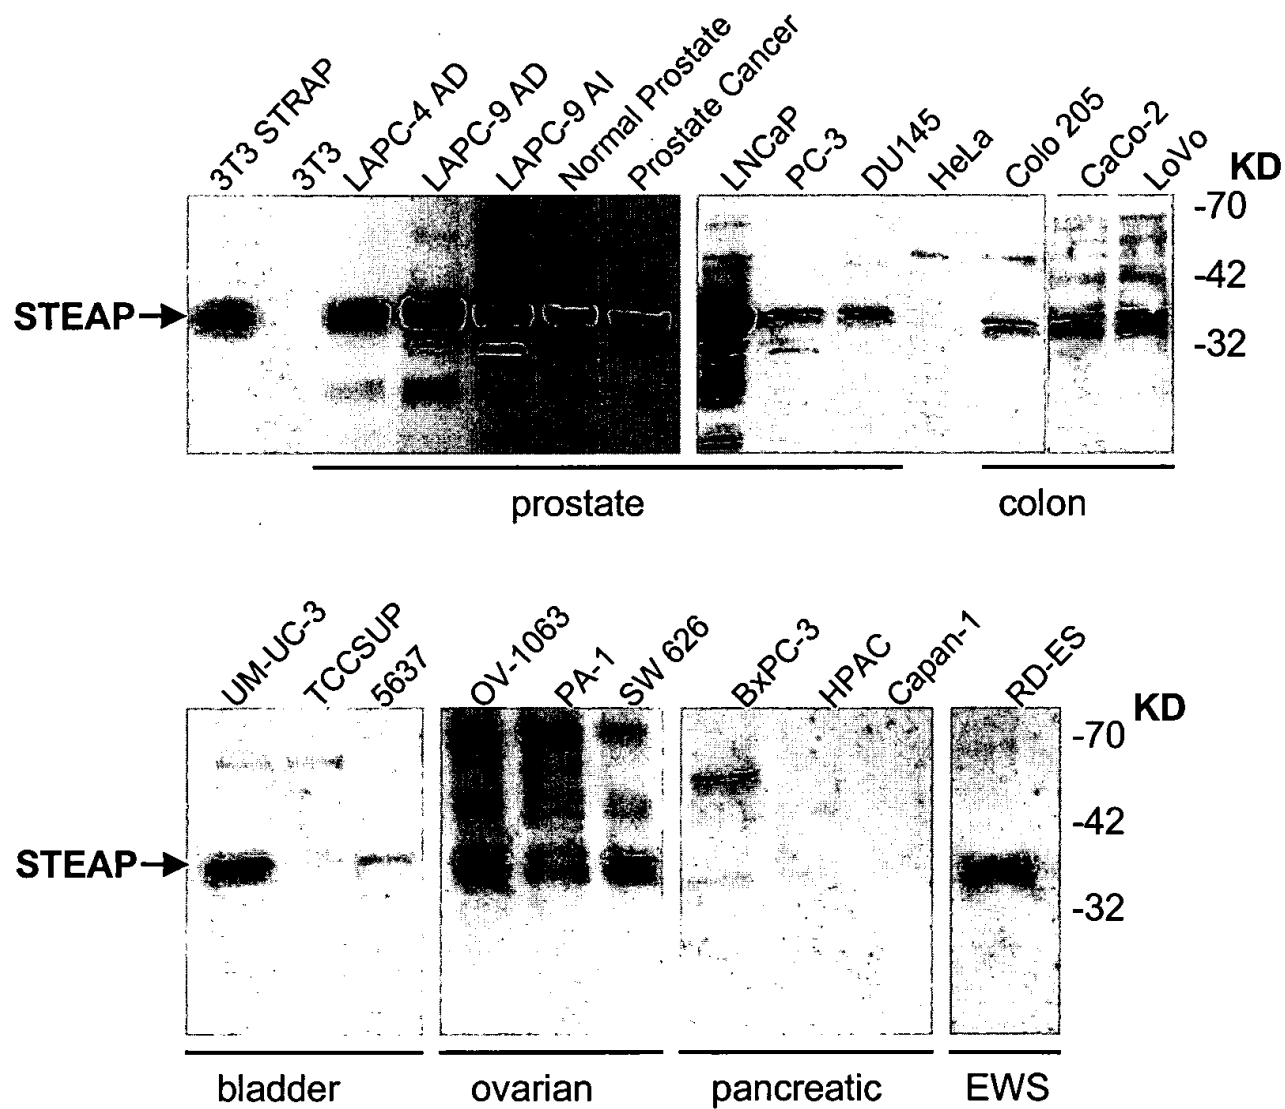 3T3 STRAP
3T3
LAPC-4 AD
LAPC-9 AD
LAPC-9 AI
Normal Prostate
Prostate Cancer
LNCaP
PC-3
DU145
HeLa
Colo 205
CaCo-2
LoVo
KD
-70
-42
STEAP
-32
prostate
colon
UM-UC-3
TCCSUP
5637
OV-1063
PA-1
SW 626
BxPC-3
HPAC
Capan-1
RD-ES
KD
-70
-42
STEAP
-32
bladder
ovarian
pancreatic
EWS